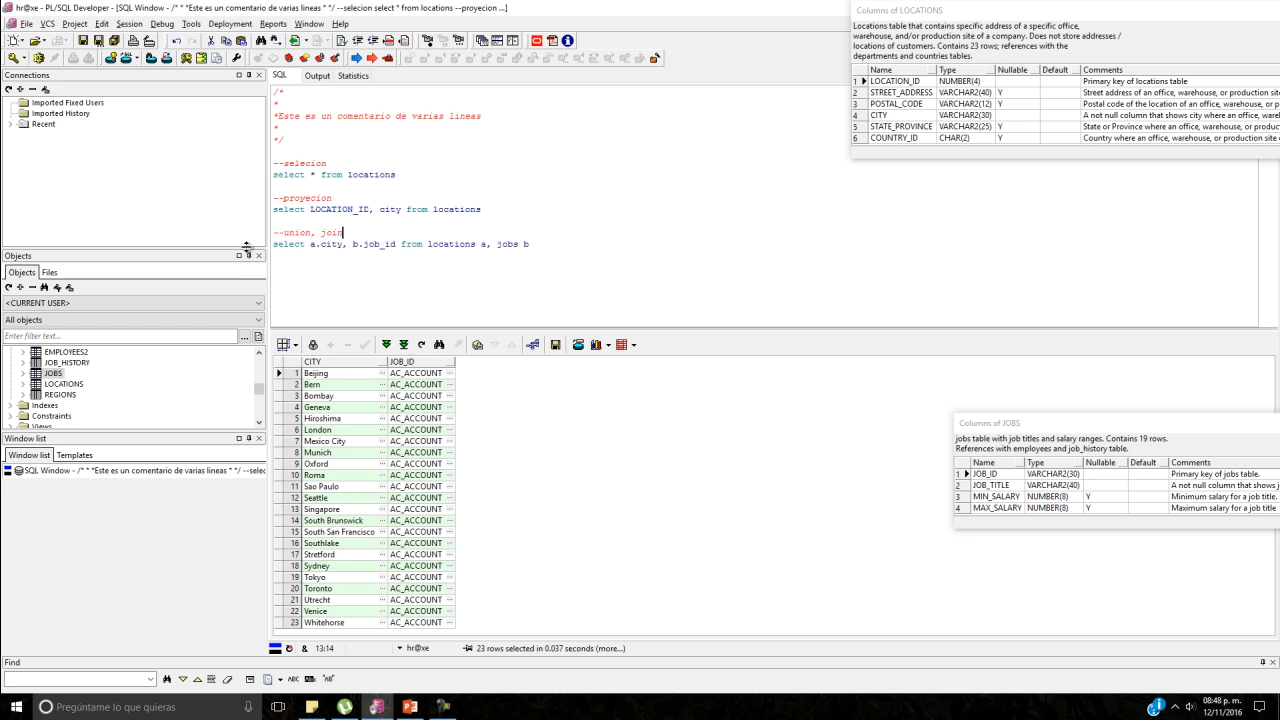 hr@xe - PL/SQL Developer - [SQL Window - /* * *Este es un comentario de varias lineas * */ --selecion select * from locations --proyecion ...]
File VCS Project Edit Session Debug Tools Deployment Reports Window Help
Connections
Imported Fixed Users
Imported History
Recent
Objects
Objects Files
<CURRENT USER>
All objects
Enter filter text...
EMPLOYEES2
JOB_HISTORY
JOBS
LOCATIONS
REGIONS
Indexes
Constraints
Views
Window list
Window list Templates
SQL Window - /* * *Este es un comentario de varias lineas * */ --selec
SQL Output Statistics
/*
*
*Este es un comentario de varias lineas
*
*/
--selecion
select * from locations
--proyecion
select LOCATION_ID, city from locations
--union, join
select a.city, b.job_id from locations a, jobs b
CITY JOB_ID
1 Beijing AC_ACCOUNT
2 Bern AC_ACCOUNT
3 Bombay AC_ACCOUNT
4 Geneva AC_ACCOUNT
5 Hiroshima AC_ACCOUNT
6 London AC_ACCOUNT
7 Mexico City AC_ACCOUNT
8 Munich AC_ACCOUNT
9 Oxford AC_ACCOUNT
10 Roma AC_ACCOUNT
11 Sao Paulo AC_ACCOUNT
12 Seattle AC_ACCOUNT
13 Singapore AC_ACCOUNT
14 South Brunswick AC_ACCOUNT
15 South San Francisco AC_ACCOUNT
16 Southlake AC_ACCOUNT
17 Stretford AC_ACCOUNT
18 Sydney AC_ACCOUNT
19 Tokyo AC_ACCOUNT
20 Toronto AC_ACCOUNT
21 Utrecht AC_ACCOUNT
22 Venice AC_ACCOUNT
23 Whitehorse AC_ACCOUNT
& 13:14 hr@xe 23 rows selected in 0.037 seconds (more...)
Columns of LOCATIONS
Locations table that contains specific address of a specific office,
warehouse, and/or production site of a company. Does not store addresses /
locations of customers. Contains 23 rows; references with the
departments and countries tables.
Name Type Nullable Default Comments
1 LOCATION_ID NUMBER(4) Primary key of locations table
2 STREET_ADDRESS VARCHAR2(40) Y Street address of an office, warehouse, or production site
3 POSTAL_CODE VARCHAR2(12) Y Postal code of the location of an office, warehouse, or p
4 CITY VARCHAR2(30) A not null column that shows city where an office, ware
5 STATE_PROVINCE VARCHAR2(25) Y State or Province where an office, warehouse, or produc
6 COUNTRY_ID CHAR(2) Y Country where an office, warehouse, or production site
Columns of JOBS
jobs table with job titles and salary ranges. Contains 19 rows.
References with employees and job_history table.
Name Type Nullable Default Comments
1 JOB_ID VARCHAR2(30) Primary key of jobs table.
2 JOB_TITLE VARCHAR2(40) A not null column that shows j
3 MIN_SALARY NUMBER(8) Y Minimum salary for a job title.
4 MAX_SALARY NUMBER(8) Y Maximum salary for a job title
Find
ABC "AB"
Pregúntame lo que quieras
08:48 p. m.
12/11/2016